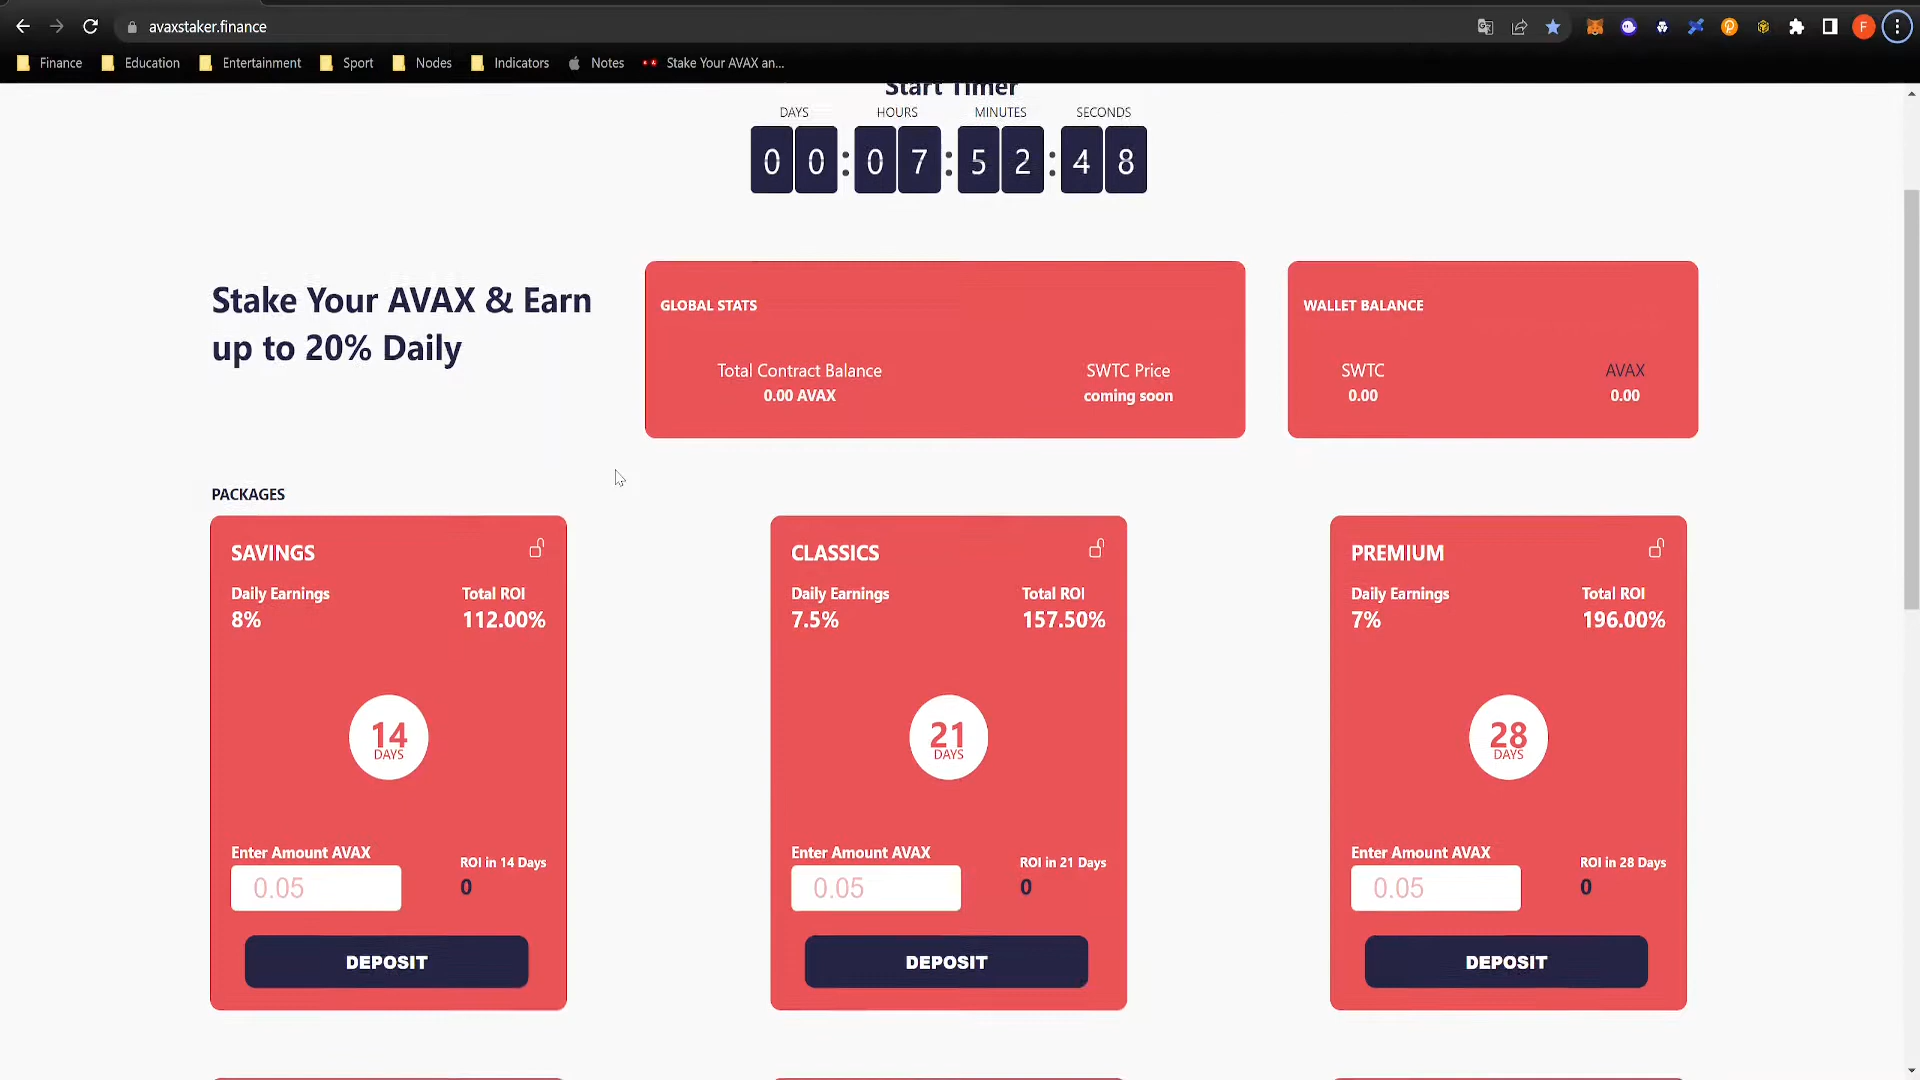 avaxstaker.finance
F
Finance
Education
Entertainment
Sport
Nodes
Indicators
Notes
Stake Your AVAX an...
Start Timer
DAYS
HOURS
MINUTES
SECONDS
0 0 : 0 7 : 5 2 : 4 8
Stake Your AVAX & Earn
up to 20% Daily
GLOBAL STATS
Total Contract Balance
0.00 AVAX
SWTC Price
coming soon
WALLET BALANCE
SWTC
0.00
AVAX
0.00
PACKAGES
SAVINGS
Daily Earnings
8%
Total ROI
112.00%
14
DAYS
Enter Amount AVAX
0.05
ROI in 14 Days
0
DEPOSIT
CLASSICS
Daily Earnings
7.5%
Total ROI
157.50%
21
DAYS
Enter Amount AVAX
0.05
ROI in 21 Days
0
DEPOSIT
PREMIUM
Daily Earnings
7%
Total ROI
196.00%
28
DAYS
Enter Amount AVAX
0.05
ROI in 28 Days
0
DEPOSIT